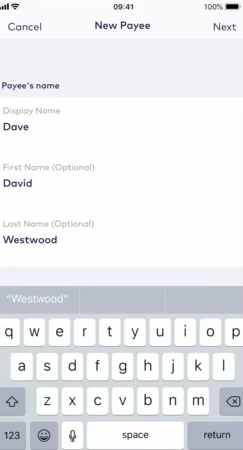 09:41 100%
Cancel New Payee Next
Payee's name
Display Name
Dave
First Name (Optional)
David
Last Name (Optional)
Westwood
“Westwood”
q w e r t y u i o p
a s d f g h j k l
z x c v b n m
123 space return